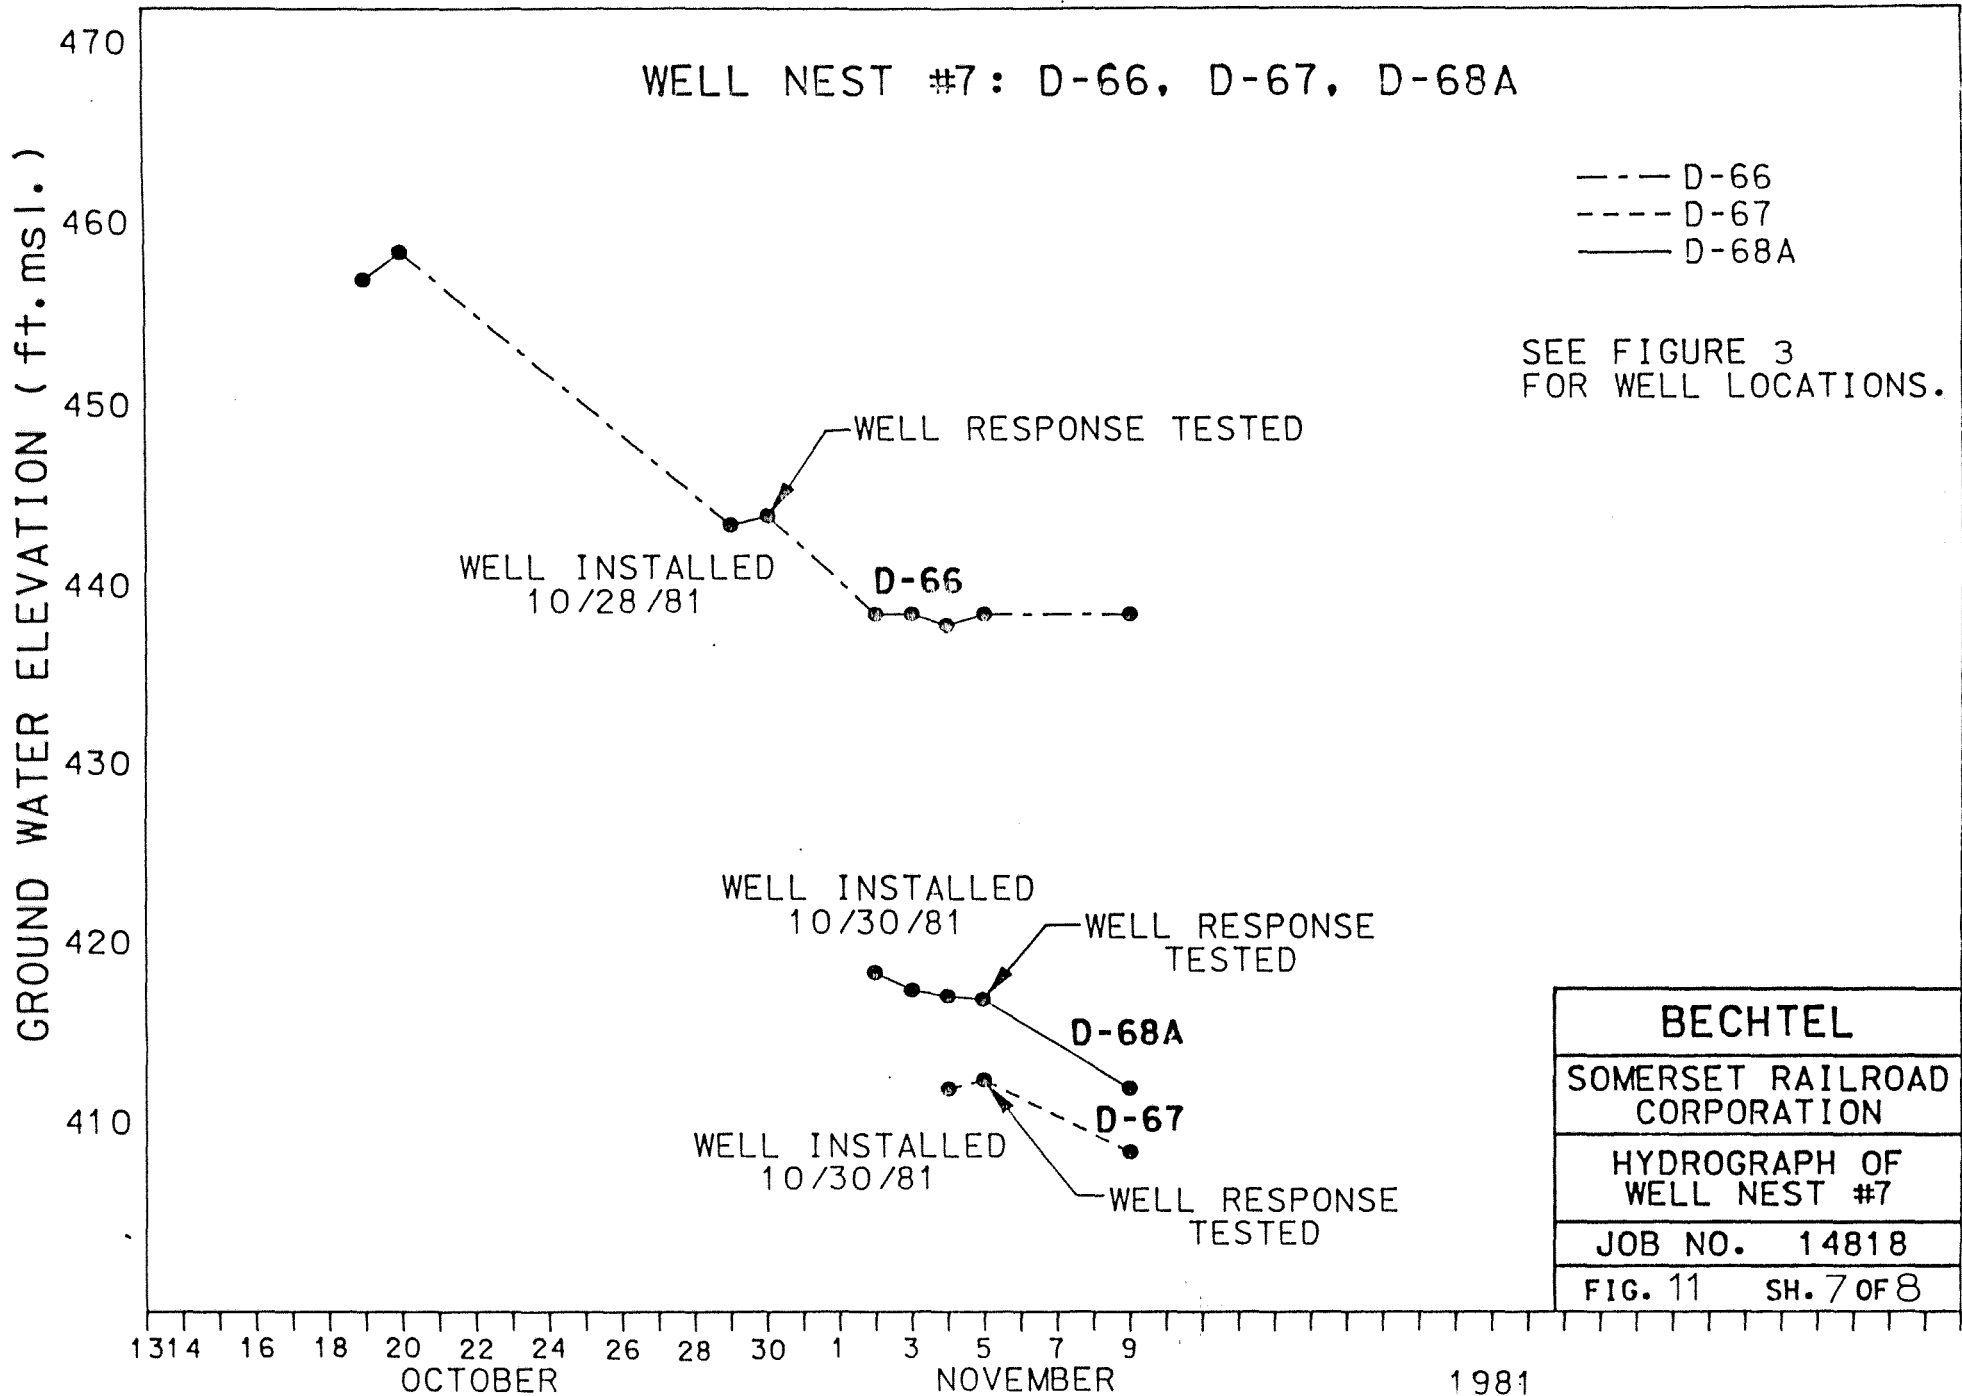 WELL NEST #7: D-66, D-67, D-68A
D-66
D-67
D-68A
SEE FIGURE 3
FOR WELL LOCATIONS.
GROUND WATER ELEVATION (ft.msl.)
470
460
450
440
430
420
410
WELL RESPONSE TESTED
WELL INSTALLED
10/28/81
D-66
WELL INSTALLED
10/30/81
WELL RESPONSE
TESTED
D-68A
D-67
WELL INSTALLED
10/30/81
WELL RESPONSE
TESTED
BECHTEL
SOMERSET RAILROAD
CORPORATION
HYDROGRAPH OF
WELL NEST #7
JOB NO. 14818
FIG. 11 SH. 7 OF 8
13 14 16 18 20 22 24 26 28 30 1 3 5 7 9
OCTOBER NOVEMBER 1981